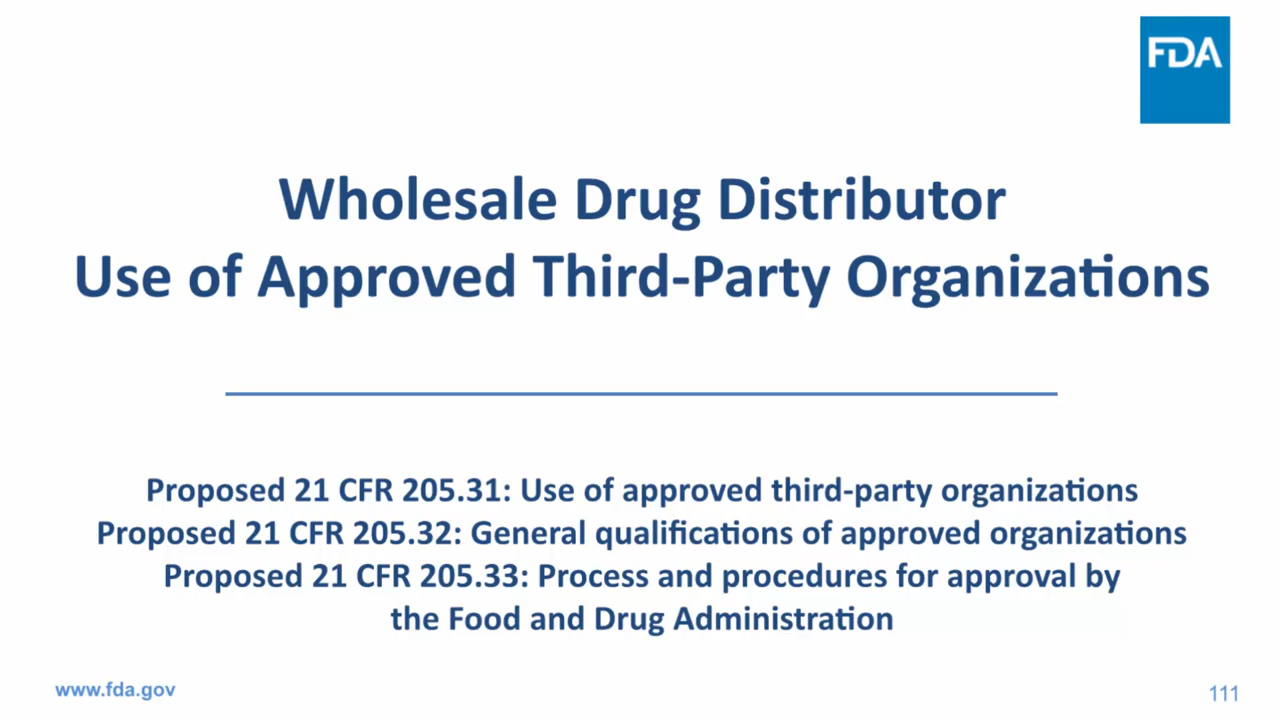 FDA
Wholesale Drug Distributor
Use of Approved Third-Party Organizations
Proposed 21 CFR 205.31: Use of approved third-party organizations
Proposed 21 CFR 205.32: General qualifications of approved organizations
Proposed 21 CFR 205.33: Process and procedures for approval by
the Food and Drug Administration
www.fda.gov
111